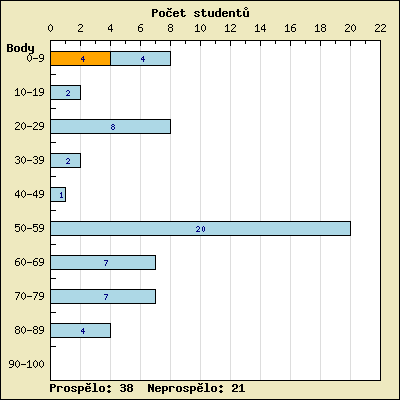 Počet studentů
0 2 4 6 8 10 12 14 16 18 20 22
Body
0-9 4 4
10-19 2
20-29 8
30-39 2
40-49 1
50-59 20
60-69 7
70-79 7
80-89 4
90-100
Prospělo: 38 Neprospělo: 21